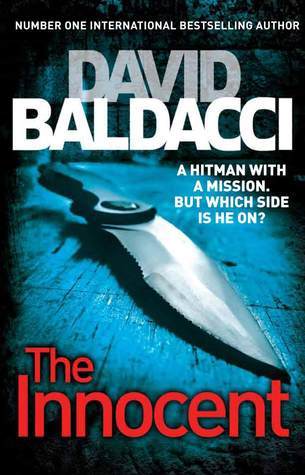 NUMBER ONE INTERNATIONAL BESTSELLING AUTHOR
DAVID
BALDACCI
A HITMAN WITH
A MISSION.
BUT WHICH SIDE
IS HE ON?
The
Innocent